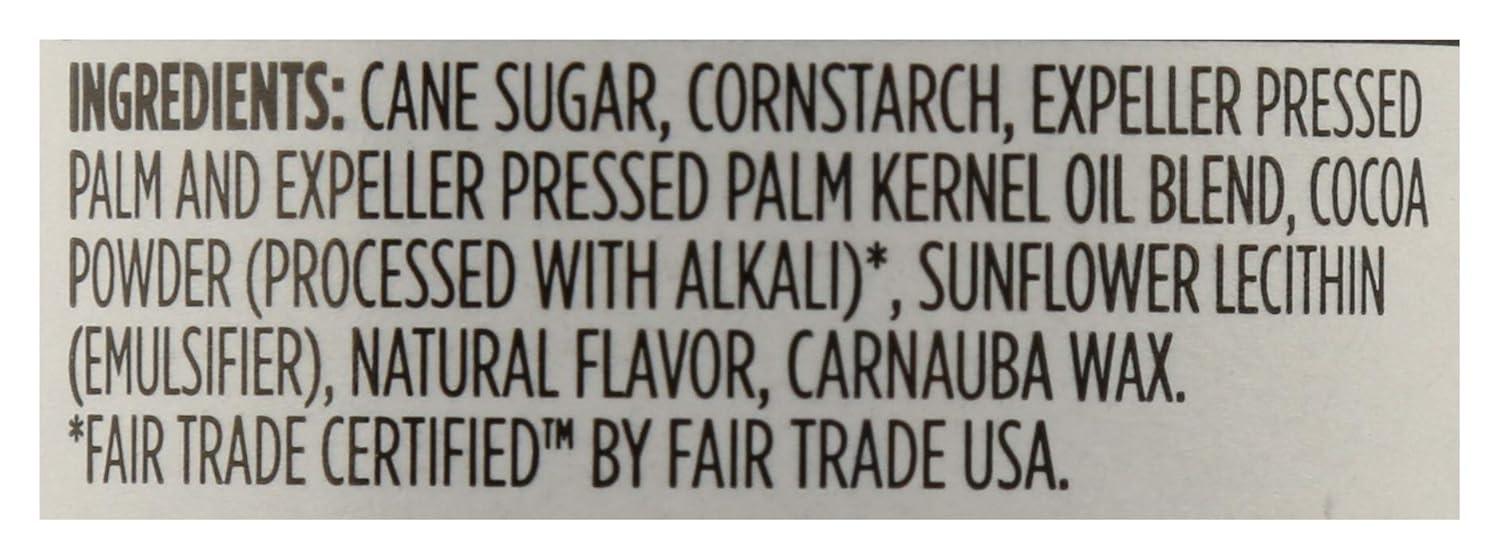 INGREDIENTS: CANE SUGAR, CORNSTARCH, EXPELLER PRESSED
PALM AND EXPELLER PRESSED PALM KERNEL OIL BLEND, COCOA
POWDER (PROCESSED WITH ALKALI)*, SUNFLOWER LECITHIN
(EMULSIFIER), NATURAL FLAVOR, CARNAUBA WAX.
*FAIR TRADE CERTIFIED™ BY FAIR TRADE USA.